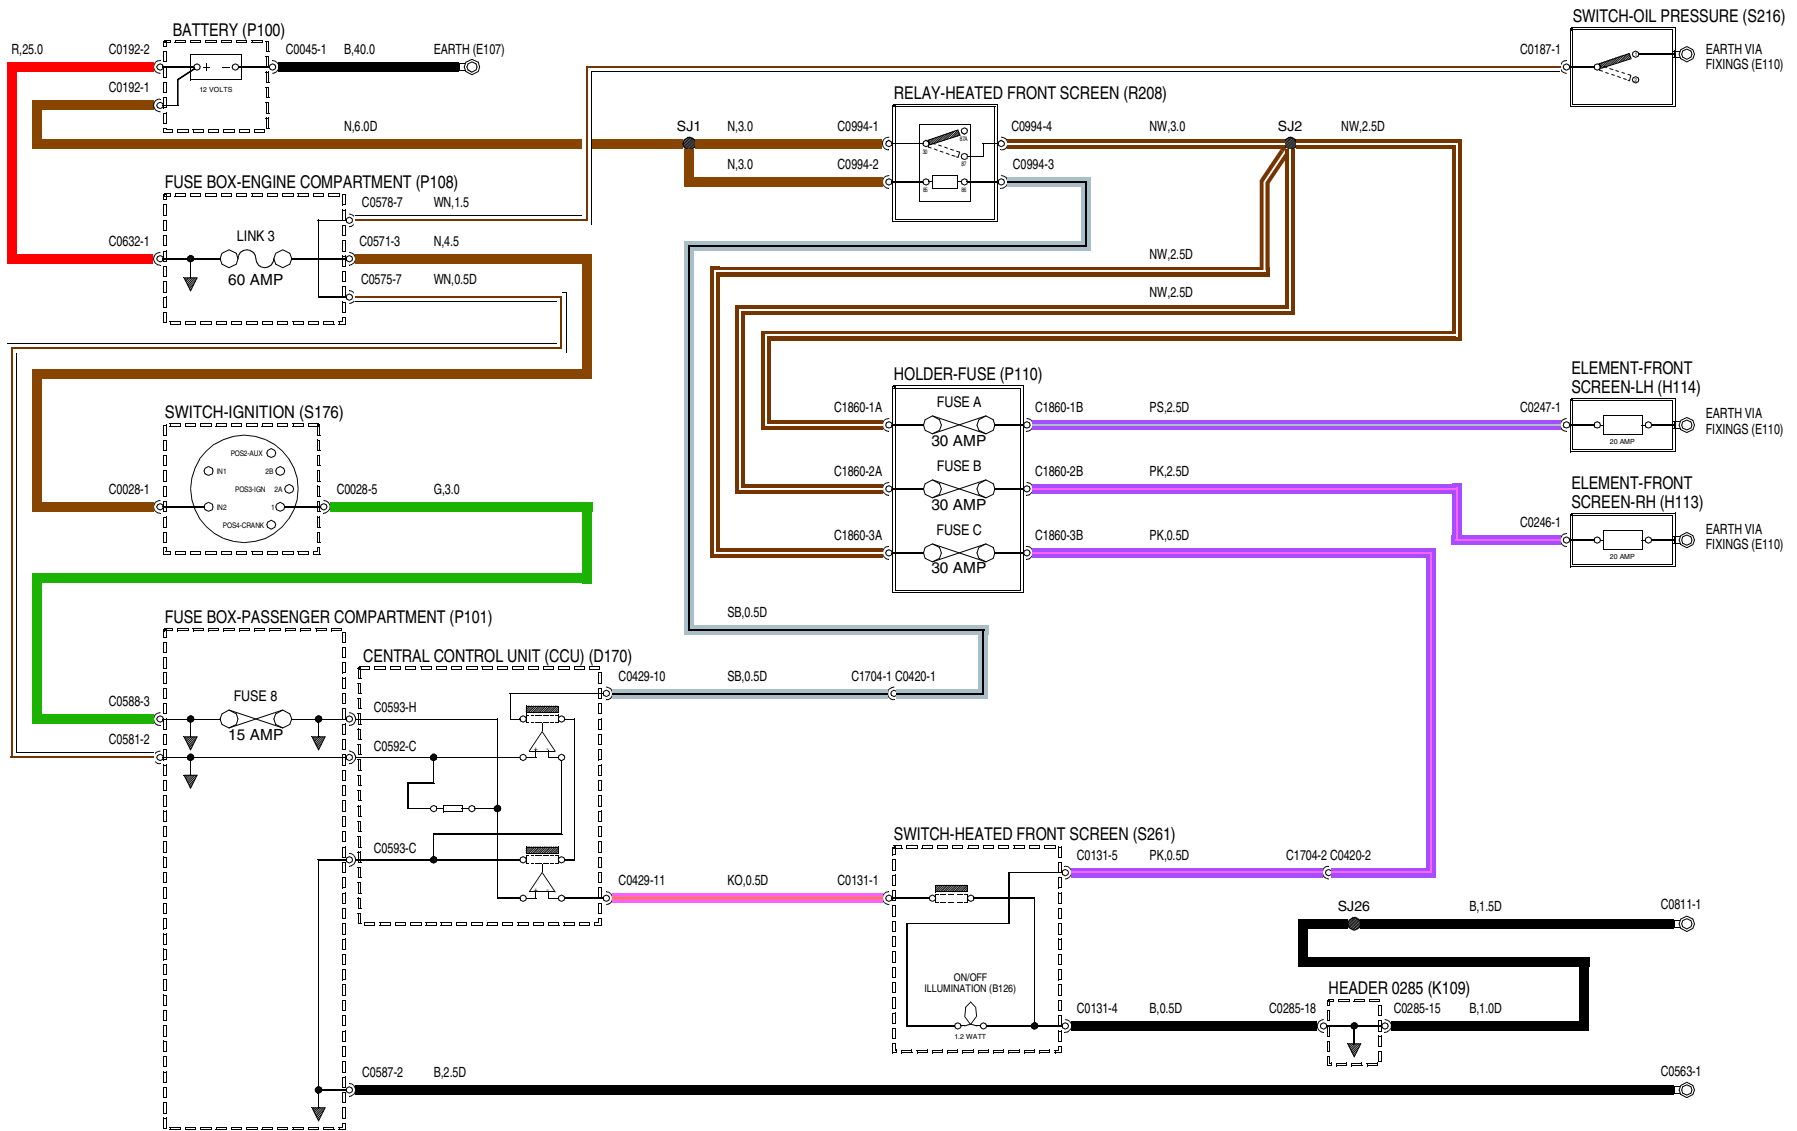 BATTERY (P100)
R,25.0
C0192-2
C0045-1
B,40.0
EARTH (E107)
+
−
12 VOLTS
C0192-1
N,6.0D
SWITCH-OIL PRESSURE (S216)
C0187-1
EARTH VIA
FIXINGS (E110)
1
2
RELAY-HEATED FRONT SCREEN (R208)
SJ1
N,3.0
C0994-1
C0994-4
NW,3.0
SJ2
NW,2.5D
N,3.0
C0994-2
C0994-3
30
87A
87
85
86
FUSE BOX-ENGINE COMPARTMENT (P108)
C0578-7
WN,1.5
LINK 3
60 AMP
C0632-1
C0571-3
N,4.5
C0575-7
WN,0.5D
NW,2.5D
NW,2.5D
SWITCH-IGNITION (S176)
POS2-AUX
IN1
2B
POS3-IGN
2A
IN2
1
POS4-CRANK
C0028-1
C0028-5
G,3.0
HOLDER-FUSE (P110)
C1860-1A
FUSE A
30 AMP
C1860-1B
PS,2.5D
C0247-1
C1860-2A
FUSE B
30 AMP
C1860-2B
PK,2.5D
C0246-1
C1860-3A
FUSE C
30 AMP
C1860-3B
PK,0.5D
ELEMENT-FRONT
SCREEN-LH (H114)
20 AMP
EARTH VIA
FIXINGS (E110)
ELEMENT-FRONT
SCREEN-RH (H113)
20 AMP
EARTH VIA
FIXINGS (E110)
SB,0.5D
FUSE BOX-PASSENGER COMPARTMENT (P101)
CENTRAL CONTROL UNIT (CCU) (D170)
C0429-10
SB,0.5D
C1704-1 C0420-1
C0588-3
FUSE 8
15 AMP
C0593-H
C0581-2
C0592-C
C0593-C
C0429-11
KO,0.5D
C0131-1
SWITCH-HEATED FRONT SCREEN (S261)
C0131-5
PK,0.5D
C1704-2 C0420-2
ON/OFF
ILLUMINATION (B126)
1.2 WATT
SJ26
B,1.5D
C0811-1
HEADER 0285 (K109)
C0131-4
B,0.5D
C0285-18
C0285-15
B,1.0D
C0587-2
B,2.5D
C0563-1